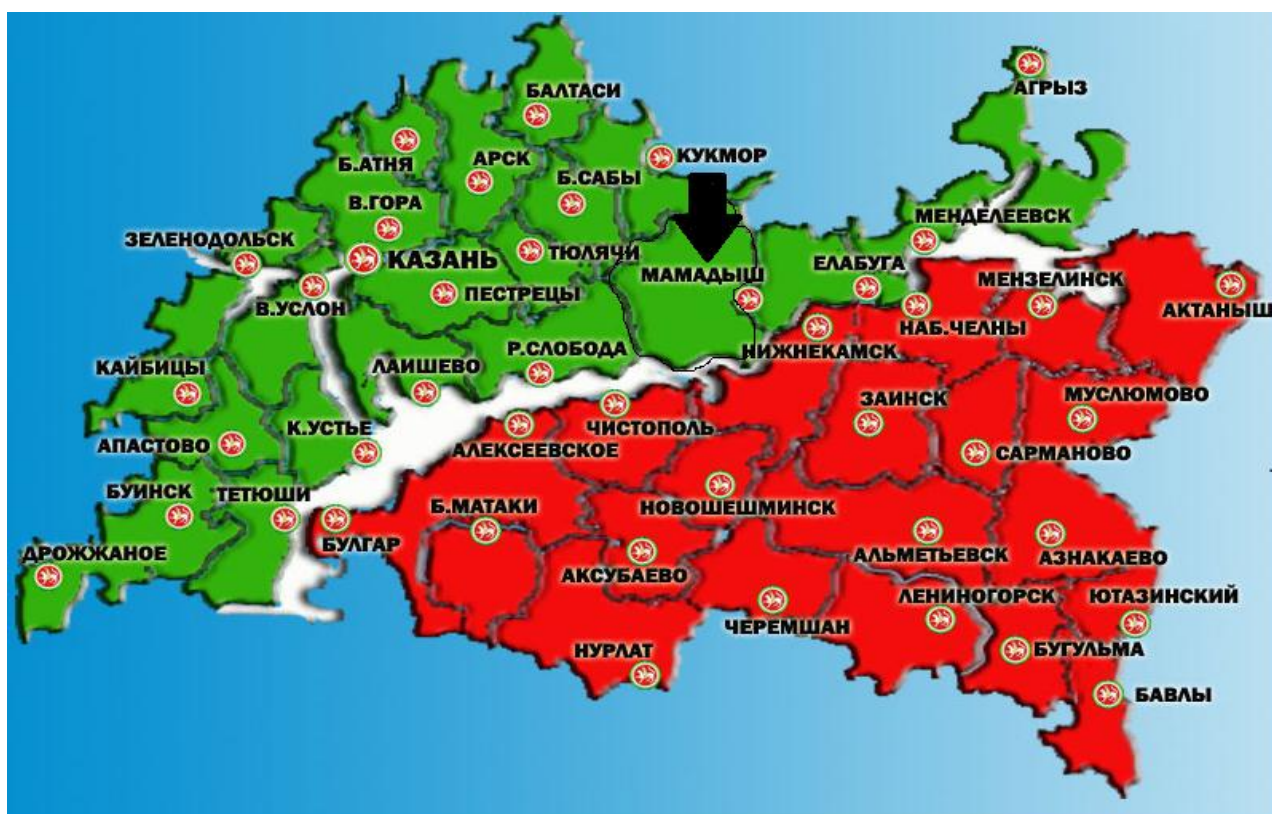 АГРЫЗ
БАЛТАСИ
Б.АТНЯ
АРСК
КУКМОР
Б.САБЫ
В.ГОРА
МЕНДЕЛЕЕВСК
ЗЕЛЕНОДОЛЬСК
КАЗАНЬ
ТЮЛЯЧИ
МАМАДЫШ
ЕЛАБУГА
МЕНЗЕЛИНСК
ПЕСТРЕЦЫ
В.УСЛОН
НАБ.ЧЕЛНЫ
АКТАНЫШ
Р.СЛОБОДА
НИЖНЕКАМСК
КАЙБИЦЫ
ЛАИШЕВО
ЗАИНСК
МУСЛЮМОВО
АПАСТОВО
К.УСТЬЕ
АЛЕКСЕЕВСКОЕ
ЧИСТОПОЛЬ
САРМАНОВО
БУИНСК
ТЕТЮШИ
Б.МАТАКИ
НОВОШЕШМИНСК
БУЛГАР
АЛЬМЕТЬЕВСК
АЗНАКАЕВО
ДРОЖЖАНОЕ
АКСУБАЕВО
ЛЕНИНОГОРСК
ЮТАЗИНСКИЙ
ЧЕРЕМШАН
НУРЛАТ
БУГУЛЬМА
БАВЛЫ